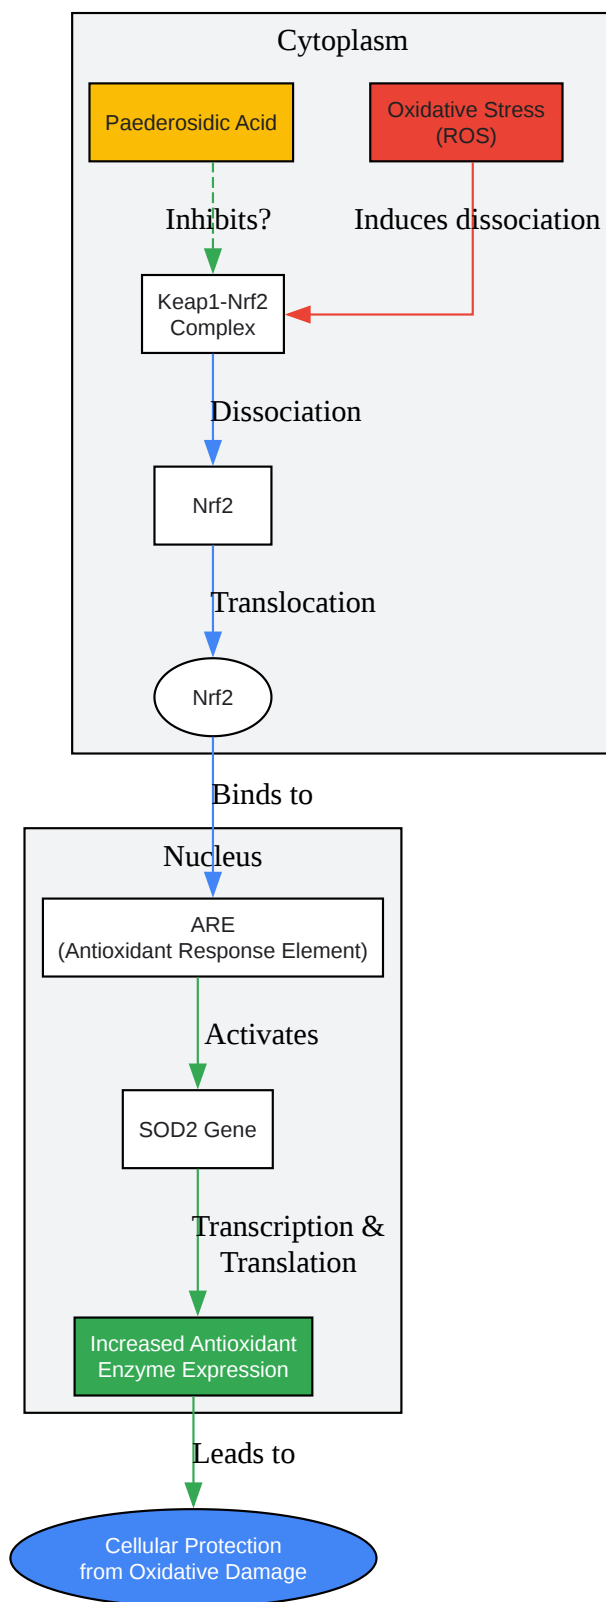 Cytoplasm
Paederosidic Acid
Oxidative Stress
(ROS)
Inhibits?
Induces dissociation
Keap1-Nrf2
Complex
Dissociation
Nrf2
Translocation
Nrf2
Binds to
Nucleus
ARE
(Antioxidant Response Element)
Activates
SOD2 Gene
Transcription &
Translation
Increased Antioxidant
Enzyme Expression
Leads to
Cellular Protection
from Oxidative Damage